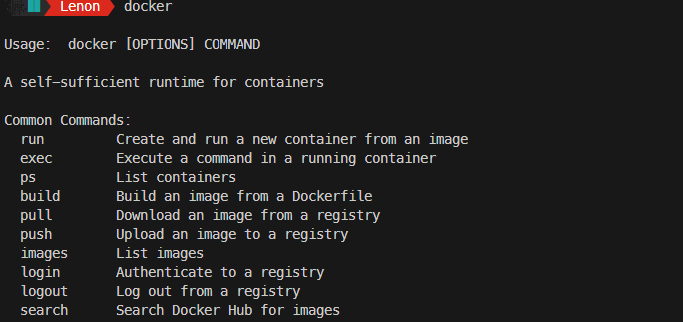 Lenon docker
Usage:  docker [OPTIONS] COMMAND
A self-sufficient runtime for containers
Common Commands:
  run         Create and run a new container from an image
  exec        Execute a command in a running container
  ps          List containers
  build       Build an image from a Dockerfile
  pull        Download an image from a registry
  push        Upload an image to a registry
  images      List images
  login       Authenticate to a registry
  logout      Log out from a registry
  search      Search Docker Hub for images